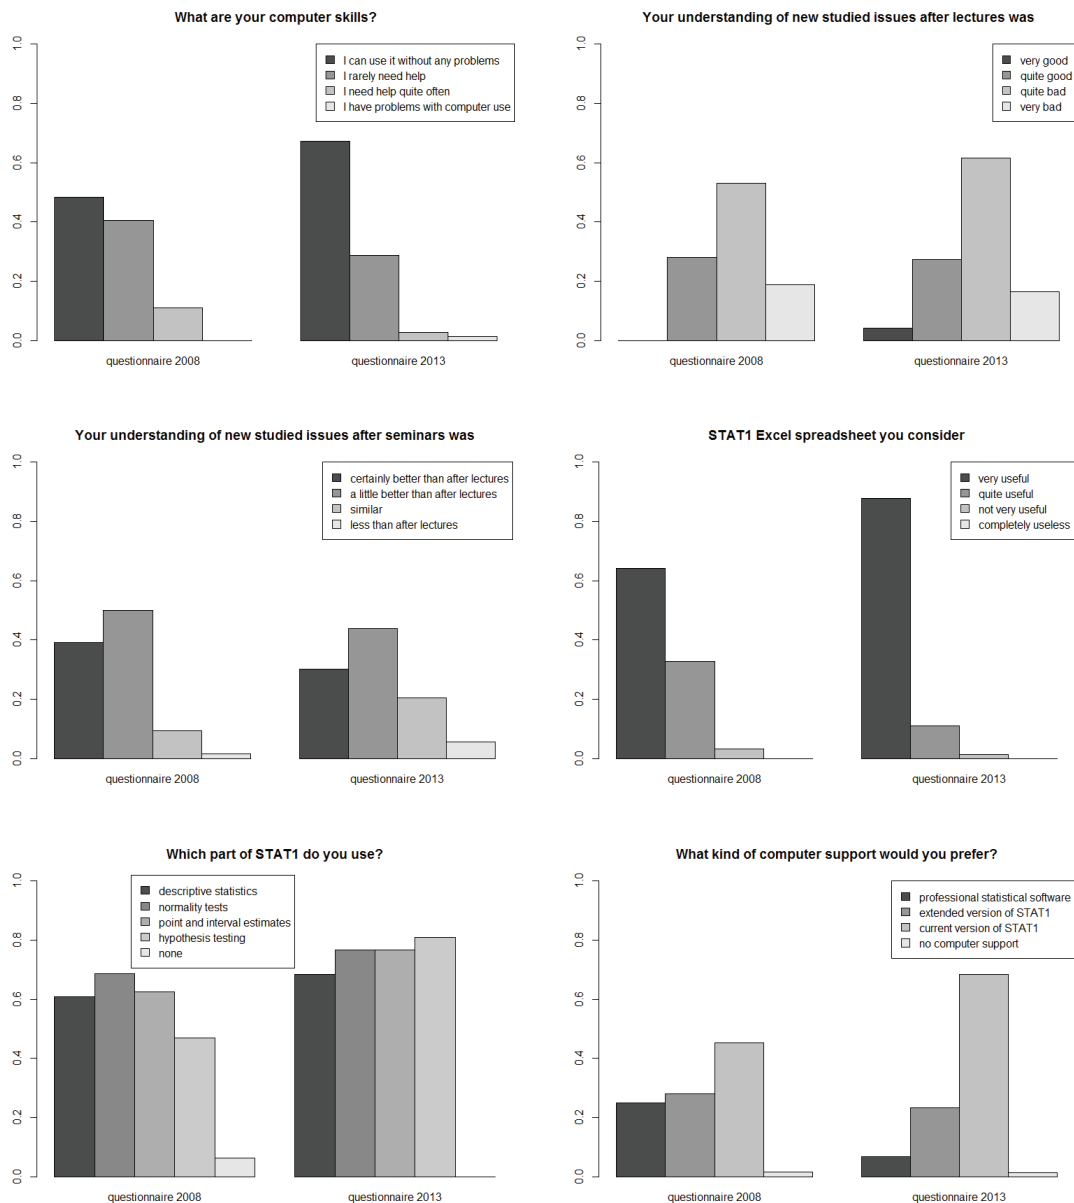 What are your computer skills?
1.0
0.8
0.6
0.4
0.2
0.0
I can use it without any problems
I rarely need help
I need help quite often
I have problems with computer use
questionnaire 2008
questionnaire 2013
Your understanding of new studied issues after lectures was
1.0
0.8
0.6
0.4
0.2
0.0
very good
quite good
quite bad
very bad
questionnaire 2008
questionnaire 2013
Your understanding of new studied issues after seminars was
1.0
0.8
0.6
0.4
0.2
0.0
certainly better than after lectures
a little better than after lectures
similar
less than after lectures
questionnaire 2008
questionnaire 2013
STAT1 Excel spreadsheet you consider
1.0
0.8
0.6
0.4
0.2
0.0
very useful
quite useful
not very useful
completely useless
questionnaire 2008
questionnaire 2013
Which part of STAT1 do you use?
1.0
0.8
0.6
0.4
0.2
0.0
descriptive statistics
normality tests
point and interval estimates
hypothesis testing
none
questionnaire 2008
questionnaire 2013
What kind of computer support would you prefer?
1.0
0.8
0.6
0.4
0.2
0.0
professional statistical software
extended version of STAT1
current version of STAT1
no computer support
questionnaire 2008
questionnaire 2013